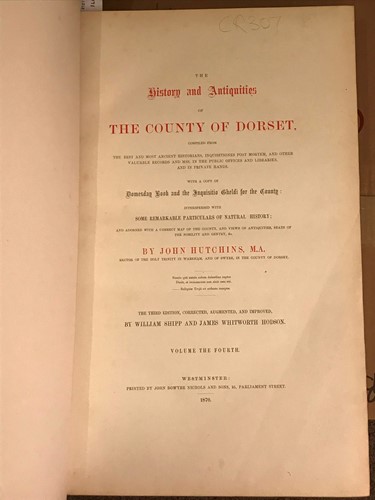 THE
History and Antiquities
OF
THE COUNTY OF DORSET,
COMPILED FROM
THE BEST AND MOST ANCIENT HISTORIANS, INQUISITIONES POST MORTEM, AND OTHER
VALUABLE RECORDS AND MSS. IN THE PUBLIC OFFICES AND LIBRARIES,
AND IN PRIVATE HANDS.
WITH A COPY OF
Domesday Book and the Inquisitio Gheldi for the County:
INTERSPERSED WITH
SOME REMARKABLE PARTICULARS OF NATURAL HISTORY;
AND ADORNED WITH A CORRECT MAP OF THE COUNTY, AND VIEWS OF ANTIQUITIES, SEATS OF
THE NOBILITY AND GENTRY, &c.
BY JOHN HUTCHINS, M.A.
RECTOR OF THE HOLY TRINITY IN WAREHAM, AND OF SWYRE, IN THE COUNTY OF DORSET.
THE THIRD EDITION, CORRECTED, AUGMENTED, AND IMPROVED,
BY WILLIAM SHIPP AND JAMES WHITWORTH HODSON.
VOLUME THE FOURTH.
WESTMINSTER:
PRINTED BY JOHN BOWYER NICHOLS AND SONS, 25, PARLIAMENT STREET.
1870.